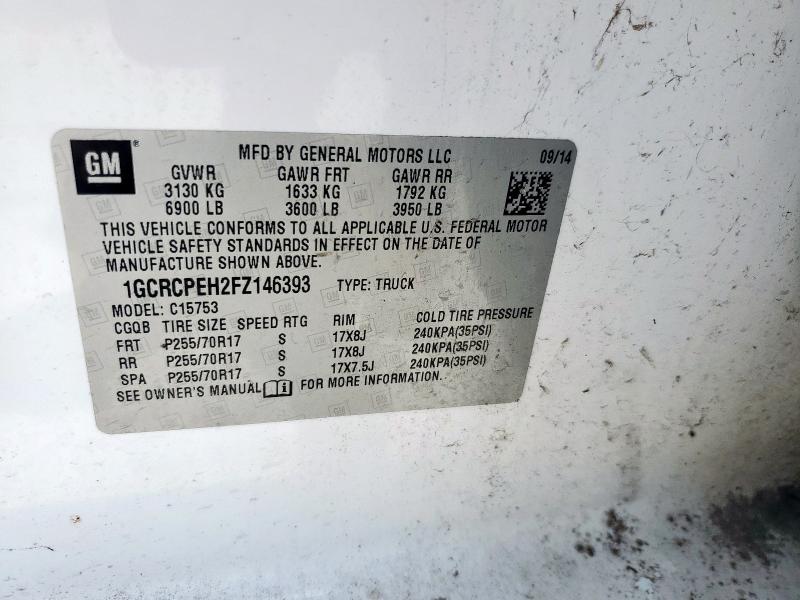 GM ®
MFD BY GENERAL MOTORS LLC 09/14
GVWR GAWR FRT GAWR RR
3130 KG 1633 KG 1792 KG
6900 LB 3600 LB 3950 LB
THIS VEHICLE CONFORMS TO ALL APPLICABLE U.S. FEDERAL MOTOR
VEHICLE SAFETY STANDARDS IN EFFECT ON THE DATE OF
MANUFACTURE SHOWN ABOVE.
1GCRCPEH2FZ146393 TYPE: TRUCK
MODEL: C15753
CGQB TIRE SIZE SPEED RTG RIM COLD TIRE PRESSURE
FRT P255/70R17 S 17X8J 240KPA(35PSI)
RR P255/70R17 S 17X8J 240KPA(35PSI)
SPA P255/70R17 S 17X7.5J 240KPA(35PSI)
SEE OWNER'S MANUAL i FOR MORE INFORMATION.